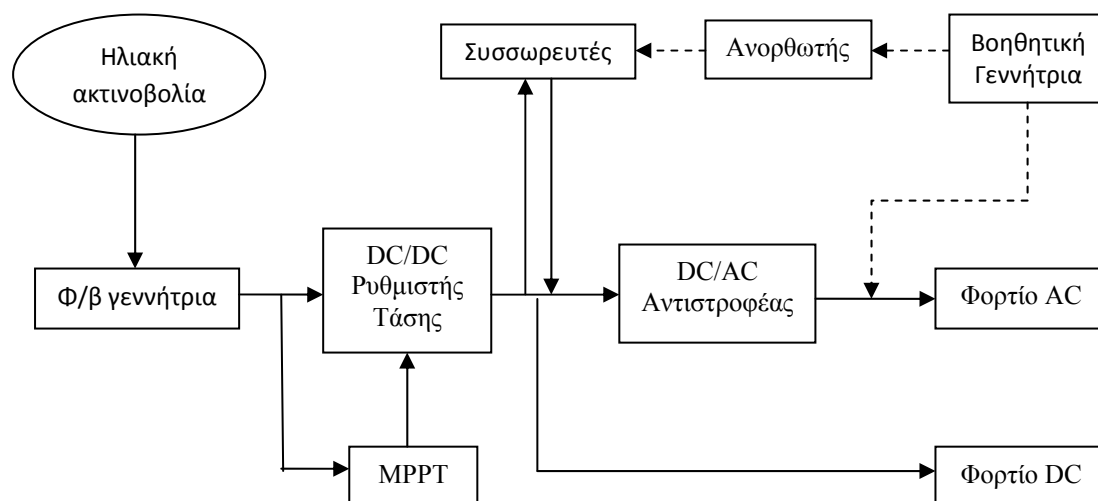 Ηλιακή
ακτινοβολία
Συσσωρευτές
Ανορθωτής
Βοηθητική
Γεννήτρια
Φ/β γεννήτρια
DC/DC
Ρυθμιστής
Τάσης
DC/AC
Αντιστροφέας
Φορτίο AC
MPPT
Φορτίο DC